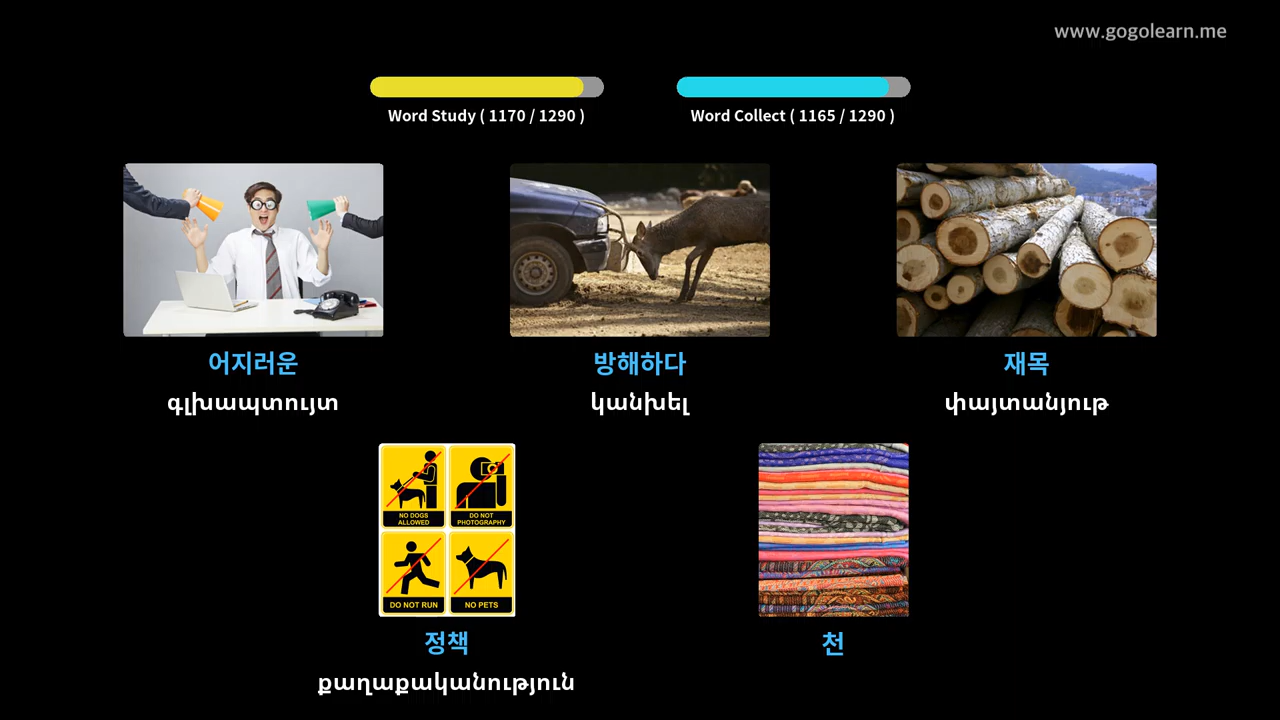 www.gogolearn.me
Word Study ( 1170 / 1290 )
Word Collect ( 1165 / 1290 )
어지러운
գլխապտույտ
방해하다
կանխել
재목
փայտանյութ
NO DOGS
ALLOWED
DO NOT
PHOTOGRAPHY
DO NOT RUN
NO PETS
정책
քաղաքականություն
천